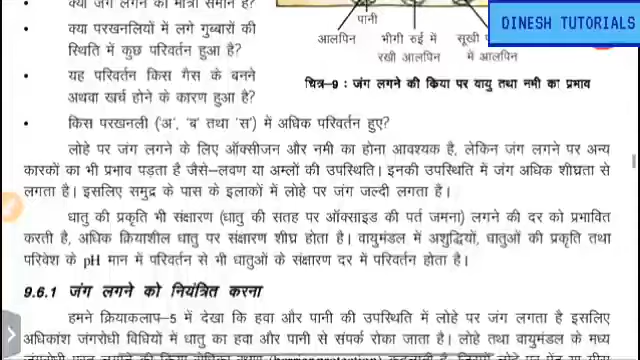 क्या जंग लगने की मात्रा समान है?
DINESH TUTORIALS
• क्या परखनलियों में लगे गुब्बारों की
स्थिति में कुछ परिवर्तन हुआ है?
• यह परिवर्तन किस गैस के बनने
अथवा खर्च होने के कारण हुआ है?
• किस परखनली ('अ', 'ब' तथा 'स') में अधिक परिवर्तन हुए?
पानी
आलपिन भीगी रुई में सूखी
रखी आलपिन में आलपिन
चित्र-9 : जंग लगने की क्रिया पर वायु तथा नमी का प्रभाव
लोहे पर जंग लगने के लिए ऑक्सीजन और नमी का होना आवश्यक है, लेकिन जंग लगने पर अन्य
कारकों का भी प्रभाव पड़ता है जैसे–लवण या अम्लों की उपस्थिति। इनकी उपस्थिति में जंग अधिक शीघ्रता से
लगता है। इसलिए समुद्र के पास के इलाकों में लोहे पर जंग जल्दी लगता है।
धातु की प्रकृति भी संक्षारण (धातु की सतह पर ऑक्साइड की पर्त जमना) लगने की दर को प्रभावित
करती है, अधिक क्रियाशील धातु पर संक्षारण शीघ्र होता है। वायुमंडल में अशुद्धियों, धातुओं की प्रकृति तथा
परिवेश के pH मान में परिवर्तन से भी धातुओं के संक्षारण दर में परिवर्तन होता है।
9.6.1 जंग लगने को नियंत्रित करना
हमने क्रियाकलाप–5 में देखा कि हवा और पानी की उपस्थिति में लोहे पर जंग लगता है इसलिए
अधिकांश जंगरोधी विधियों में धातु का हवा और पानी से संपर्क रोका जाता है। लोहे तथा वायुमंडल के मध्य